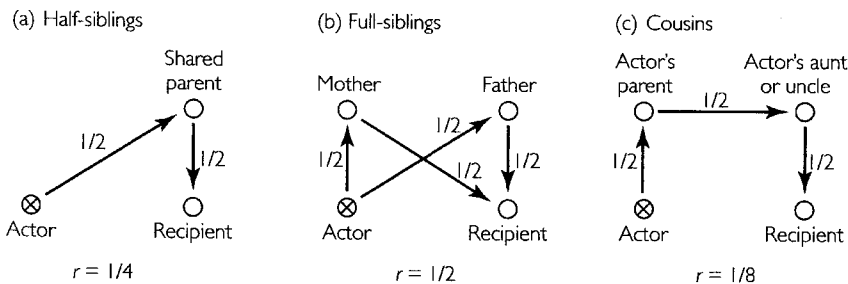 (a) Half-siblings
Shared
parent
1/2
1/2
Actor
Recipient
r = 1/4
(b) Full-siblings
Mother
Father
1/2
1/2
1/2
1/2
Actor
Recipient
r = 1/2
(c) Cousins
Actor's
parent
Actor's aunt
or uncle
1/2
1/2
1/2
Actor
Recipient
r = 1/8